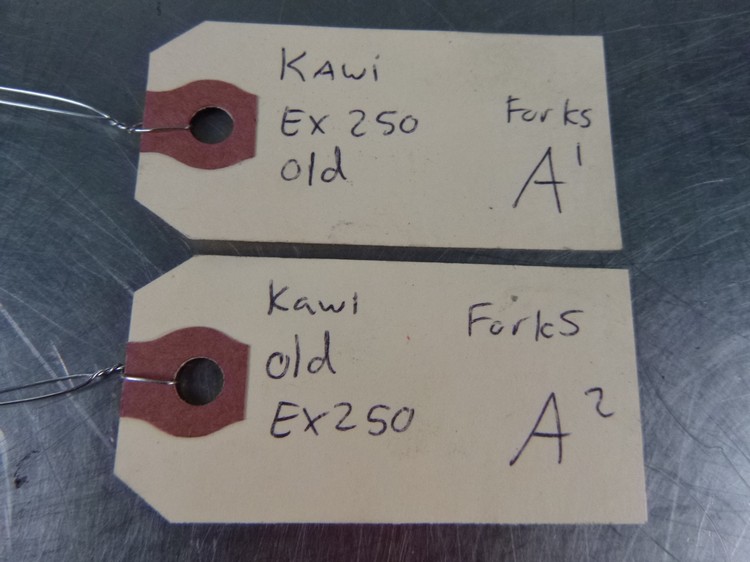 Kawi
Ex 250
old
Forks
A1
Kawi
old
Ex250
Forks
A2